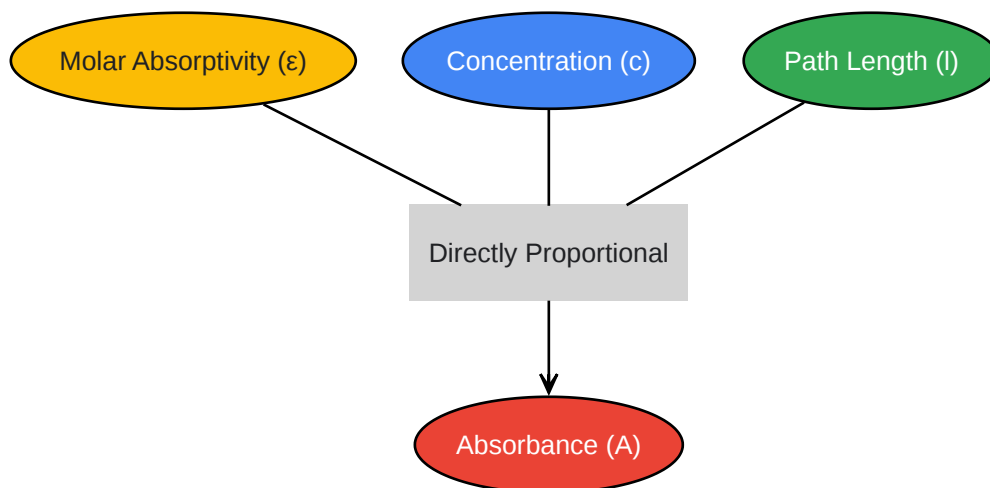 Molar Absorptivity (ε)
Concentration (c)
Path Length (l)
Directly Proportional
Absorbance (A)